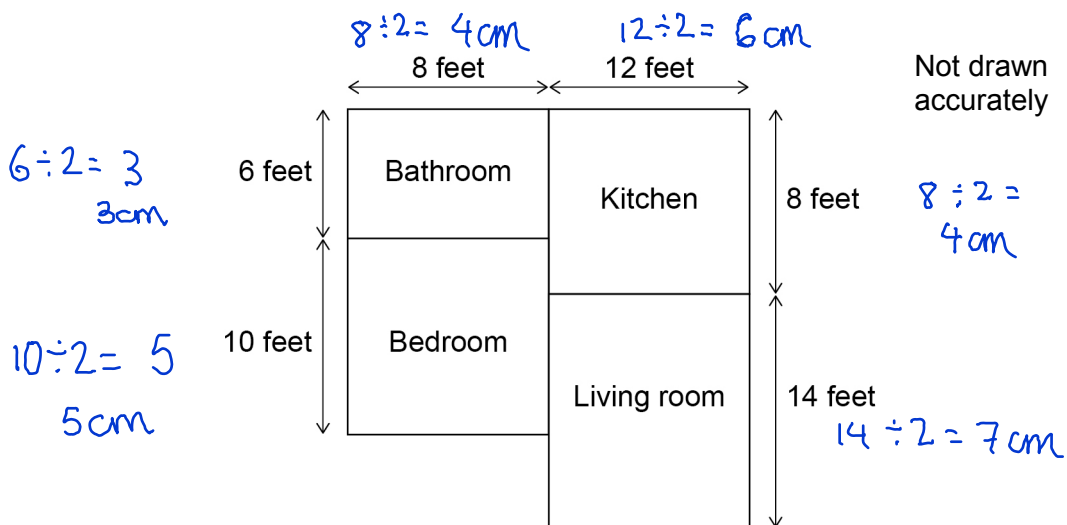 8÷2= 4cm
12÷2= 6cm
8 feet
12 feet
Not drawn
accurately
6÷2= 3
3cm
6 feet
Bathroom
Kitchen
8 feet
8 ÷ 2 =
4cm
10÷2= 5
5cm
10 feet
Bedroom
Living room
14 feet
14 ÷2 = 7cm